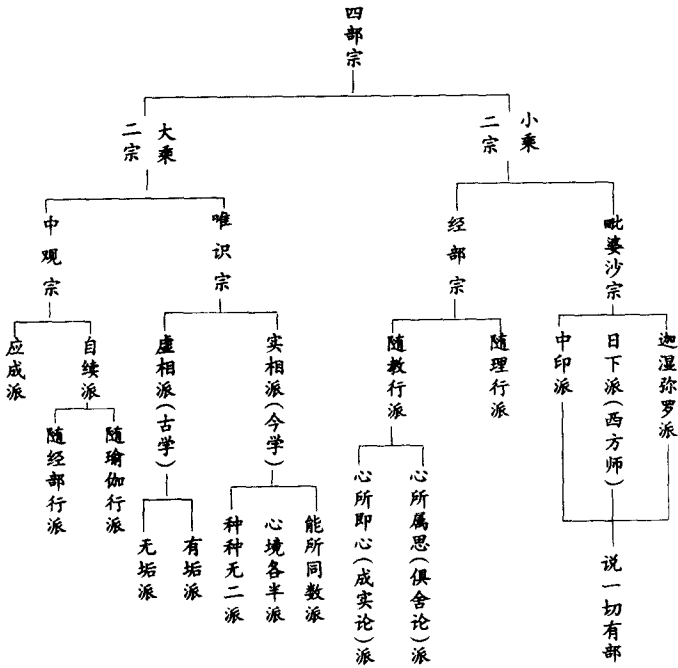 四部宗
小乘二宗
大乘二宗
毗婆沙宗
经部宗
唯识宗
中观宗
迦湿弥罗派
日下派(西方师)
中印派
说一切有部
随理行派
随教行派
心所属思(俱舍论)派
心所即心(成实论)派
实相派(今学)
虚相派(古学)
能所同数派
心境各半派
种种无二派
有垢派
无垢派
自续派
应成派
随瑜伽行派
随经部行派